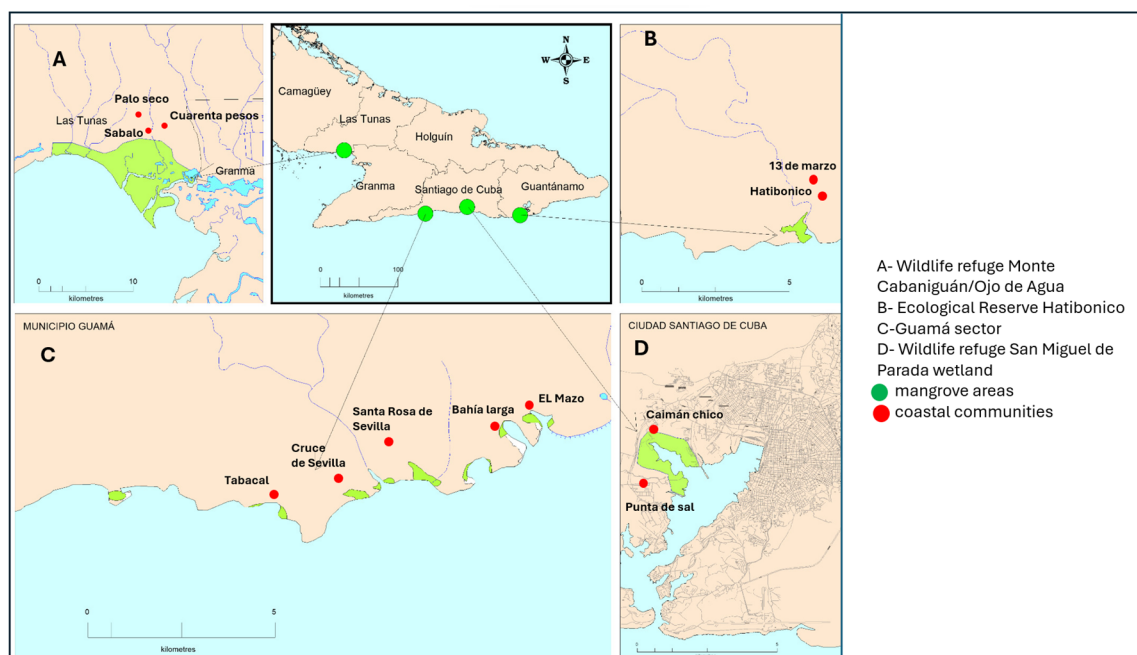 A
Palo seco
Las Tunas
Cuarenta pesos
Sabalo
Granma
0
10
kilometres
N
W
E
S
Camagüey
Las Tunas
Holguín
Granma
Santiago de Cuba
Guantánamo
0
100
kilometres
B
13 de marzo
Hatibonico
0
5
kilometres
MUNICIPIO GUAMÁ
C
EL Mazo
Bahía larga
Santa Rosa de
Sevilla
Cruce
de Sevilla
Tabacal
0
5
kilometres
CIUDAD SANTIAGO DE CUBA
D
Caimán chico
Punta de sal
0
5
kilometres
A- Wildlife refuge Monte
Cabaniguán/Ojo de Agua
B- Ecological Reserve Hatibonico
C-Guamá sector
D- Wildlife refuge San Miguel de
Parada wetland
mangrove areas
coastal communities